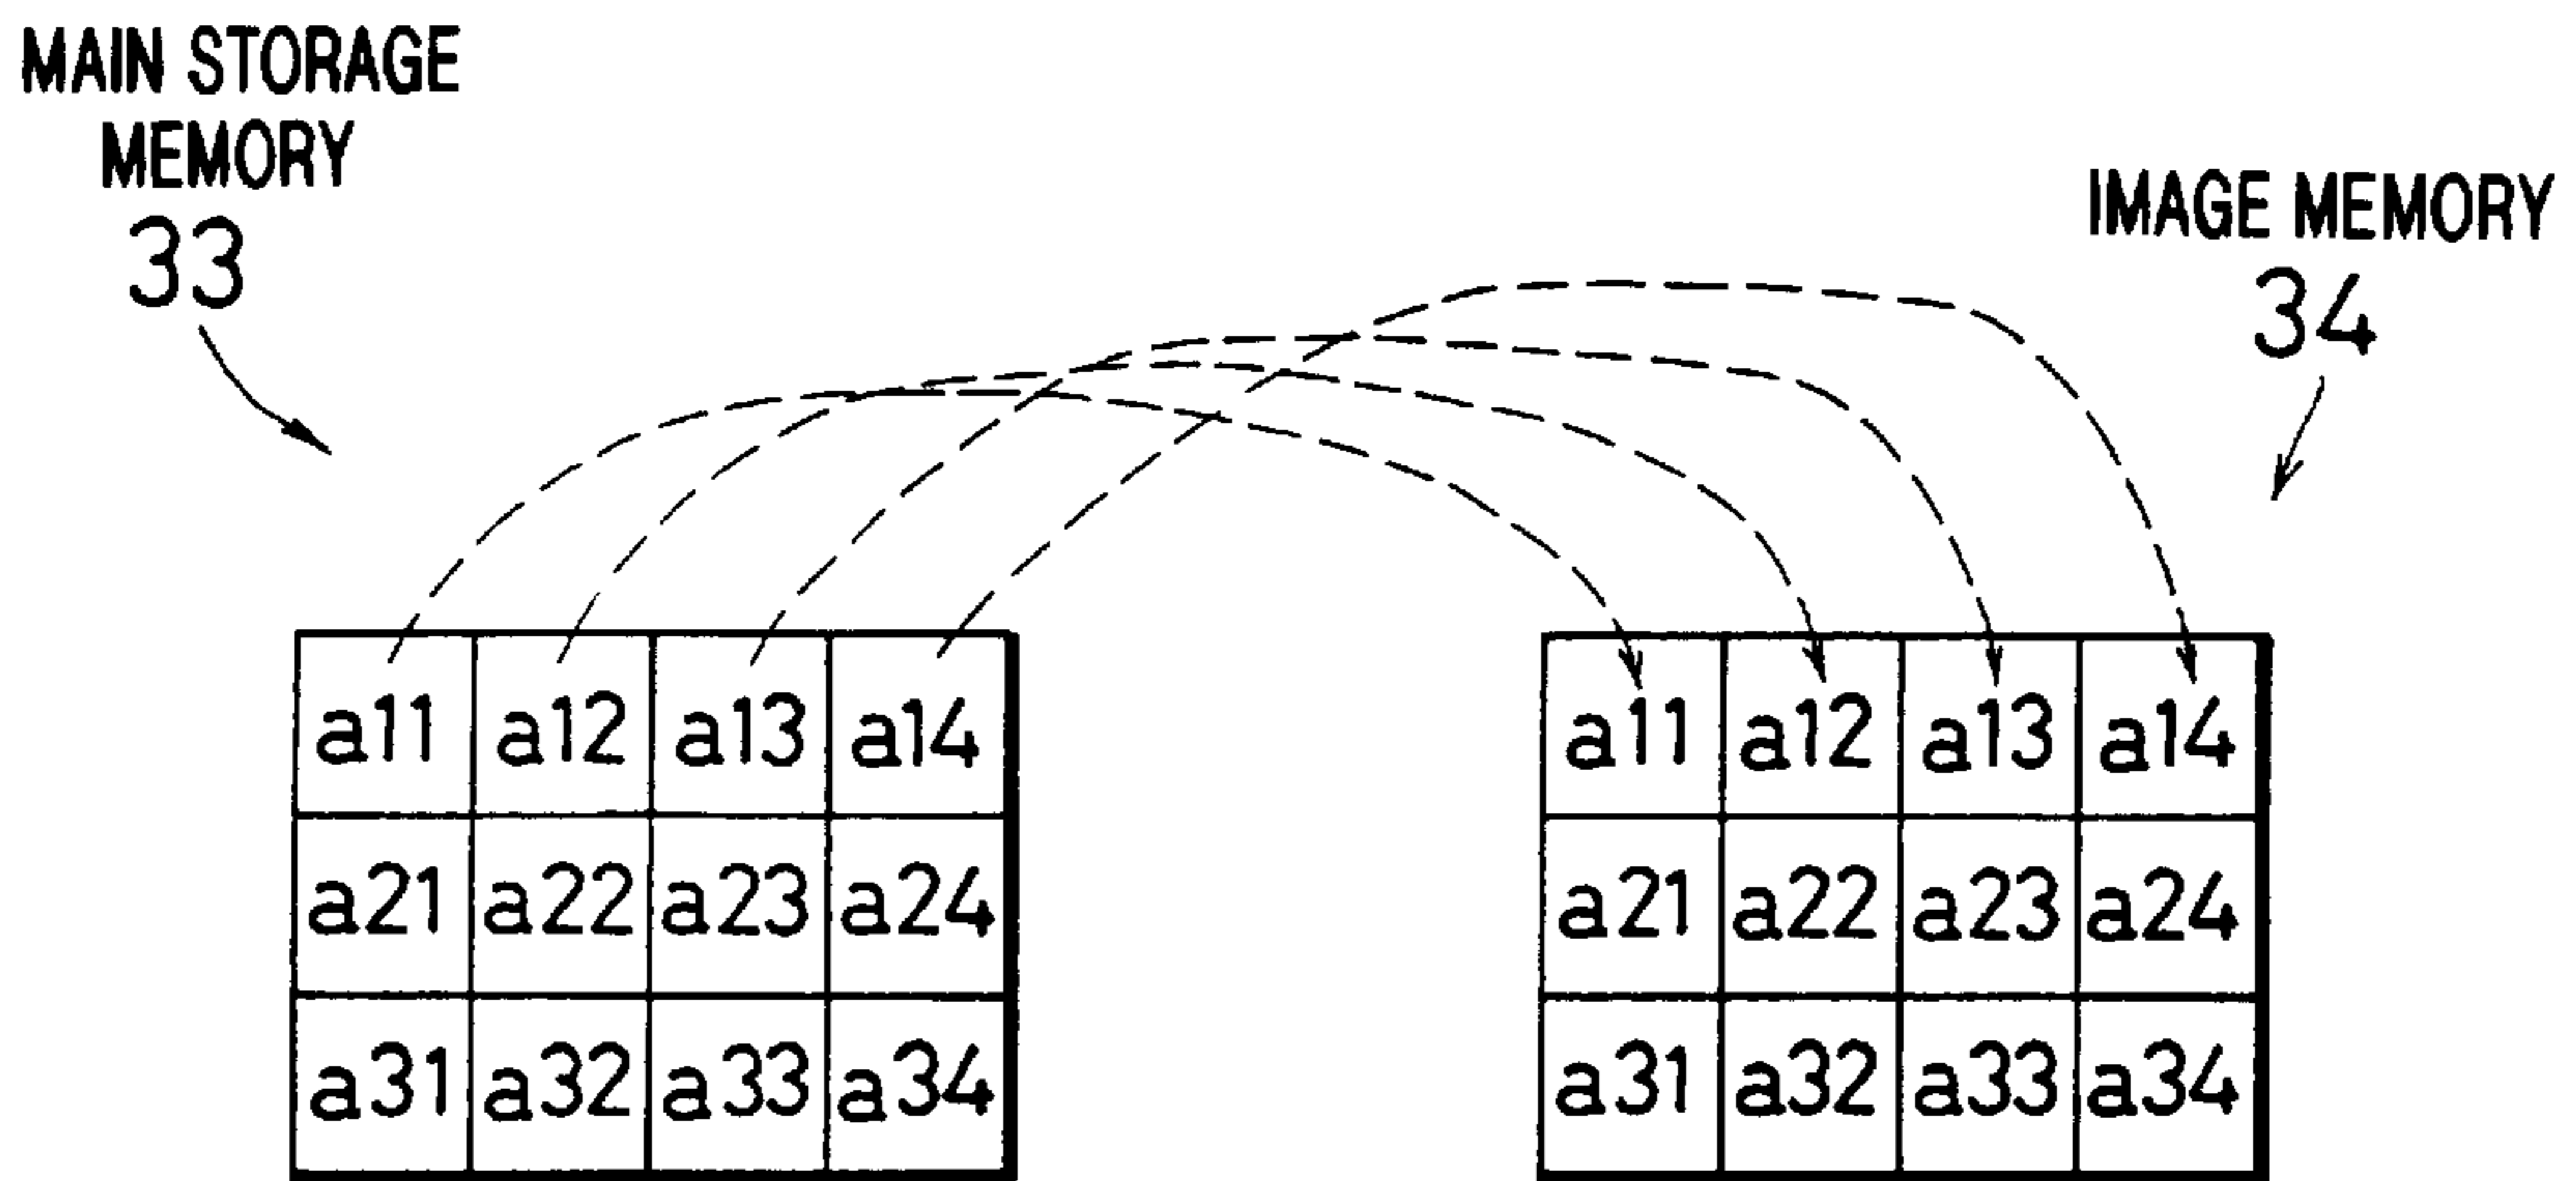 MAIN STORAGE
MEMORY
33
IMAGE MEMORY
34
a11 a12 a13 a14
a21 a22 a23 a24
a31 a32 a33 a34
a11 a12 a13 a14
a21 a22 a23 a24
a31 a32 a33 a34